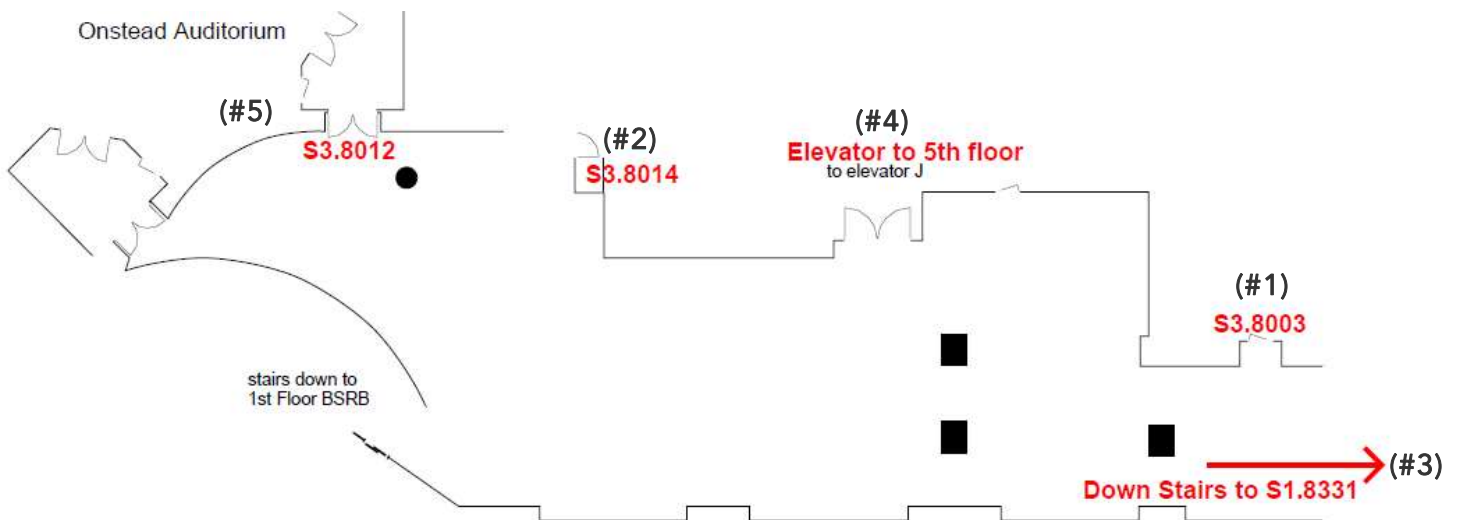 Onstead Auditorium
(#5)
S3.8012
(#2)
S3.8014
(#4)
Elevator to 5th floor
to elevator J
(#1)
S3.8003
stairs down to
1st Floor BSRB
(#3)
Down Stairs to S1.8331